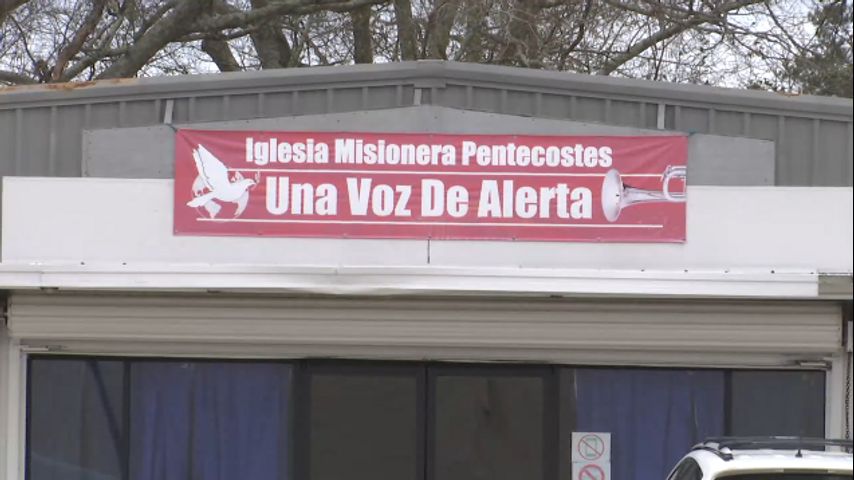 Iglesia Misionera Pentecostes
Una Voz De Alerta